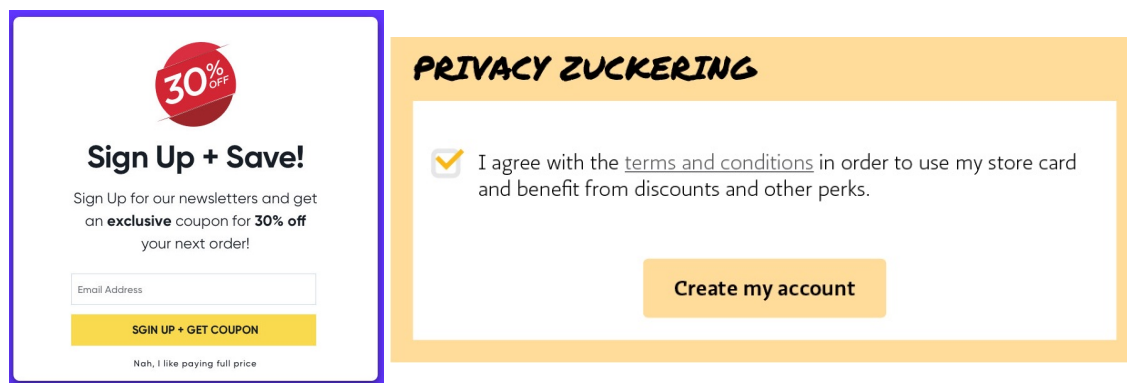 30%
OFF
Sign Up + Save!
Sign Up for our newsletters and get
an exclusive coupon for 30% off
your next order!
Email Address
SGIN UP + GET COUPON
Nah, I like paying full price
PRIVACY ZUCKERING
I agree with the terms and conditions in order to use my store card
and benefit from discounts and other perks.
Create my account